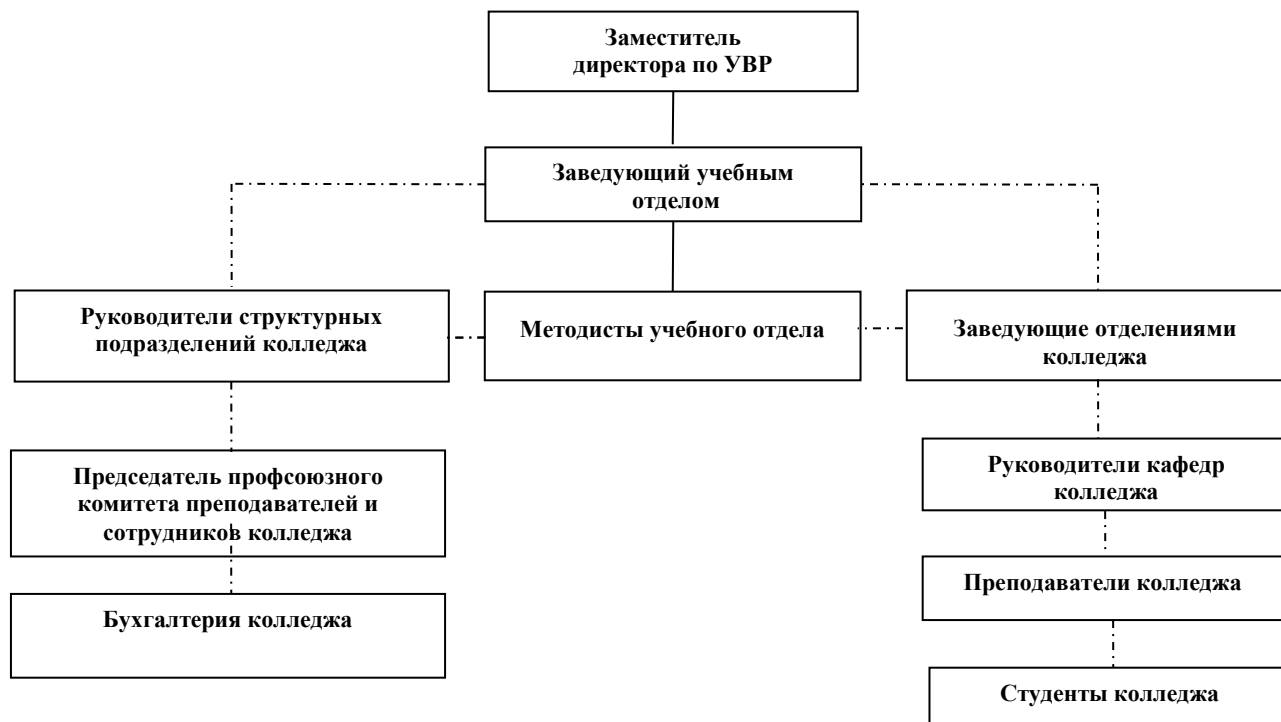 Заместитель
директора по УВР
Заведующий учебным
отделом
Руководители структурных
подразделений колледжа
Методисты учебного отдела
Заведующие отделениями
колледжа
Председатель профсоюзного
комитета преподавателей и
сотрудников колледжа
Руководители кафедр
колледжа
Преподаватели колледжа
Бухгалтерия колледжа
Студенты колледжа